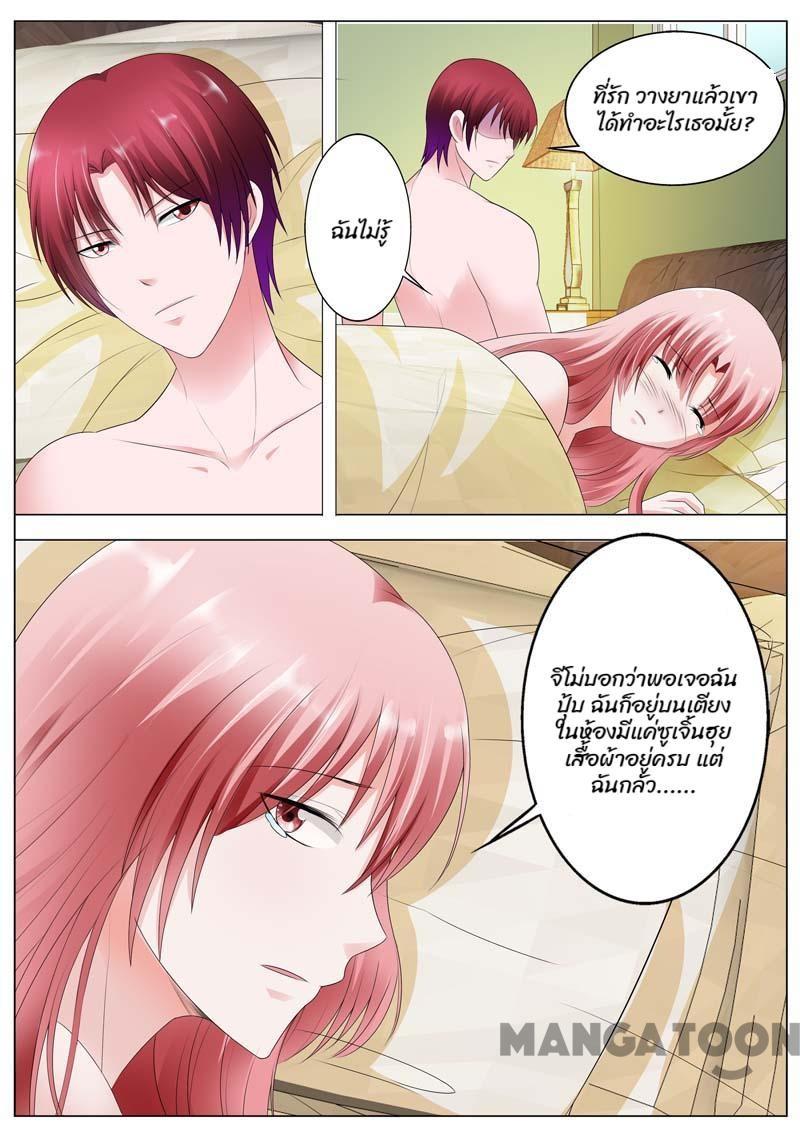 ที่รัก วางยาแล้วเขา
ได้ทำอะไรเธอมั้ย?
ฉันไม่รู้
จีโม่บอกว่าพอเจอฉัน
ปุ้บ ฉันก็อยู่บนเตียง
ในห้องมีแค่ซูเจิ้นฮุย
เสื้อผ้าอยู่ครบ แต่
ฉันกลัว......
MANGATOON